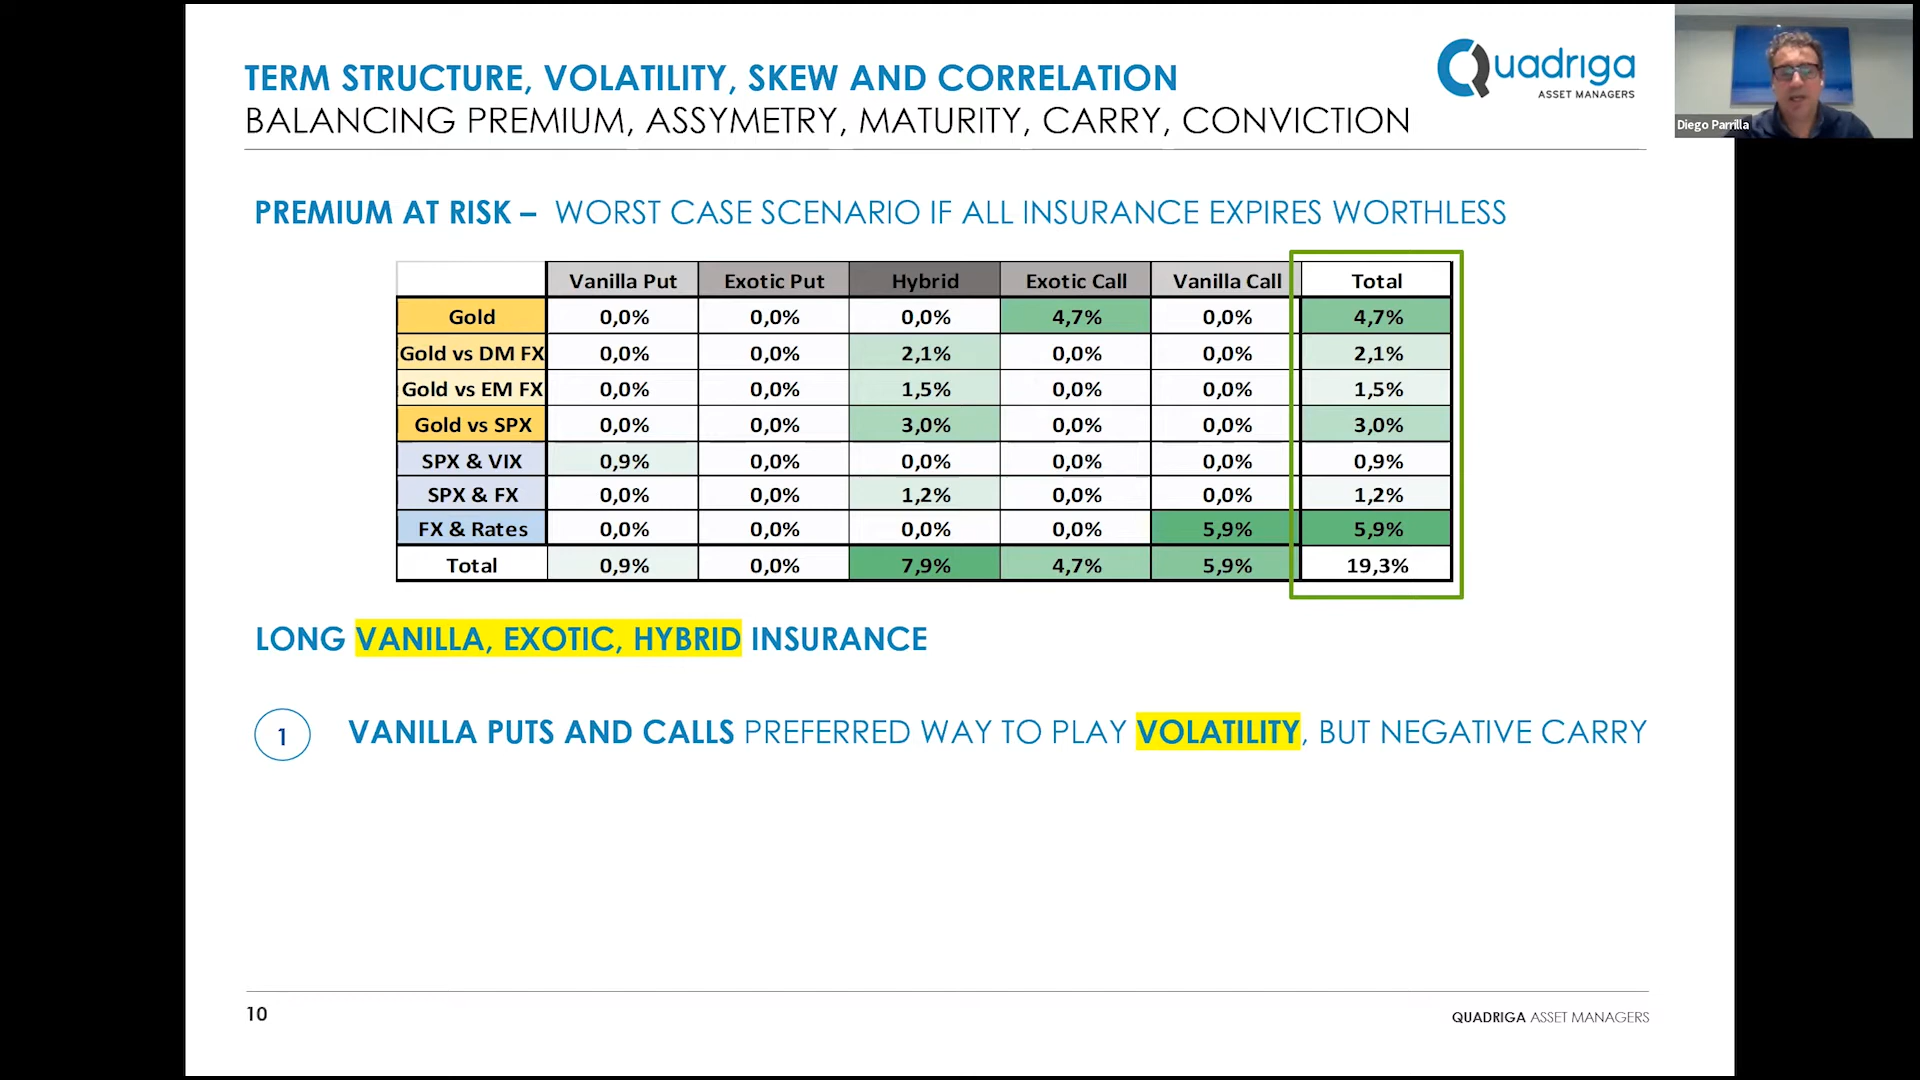 TERM STRUCTURE, VOLATILITY, SKEW AND CORRELATION
BALANCING PREMIUM, ASSYMETRY, MATURITY, CARRY, CONVICTION
Quadriga
ASSET MANAGERS
Diego Parrilla
PREMIUM AT RISK – WORST CASE SCENARIO IF ALL INSURANCE EXPIRES WORTHLESS
Vanilla Put Exotic Put Hybrid Exotic Call Vanilla Call Total
Gold 0,0% 0,0% 0,0% 4,7% 0,0% 4,7%
Gold vs DM FX 0,0% 0,0% 2,1% 0,0% 0,0% 2,1%
Gold vs EM FX 0,0% 0,0% 1,5% 0,0% 0,0% 1,5%
Gold vs SPX 0,0% 0,0% 3,0% 0,0% 0,0% 3,0%
SPX & VIX 0,9% 0,0% 0,0% 0,0% 0,0% 0,9%
SPX & FX 0,0% 0,0% 1,2% 0,0% 0,0% 1,2%
FX & Rates 0,0% 0,0% 0,0% 0,0% 5,9% 5,9%
Total 0,9% 0,0% 7,9% 4,7% 5,9% 19,3%
LONG VANILLA, EXOTIC, HYBRID INSURANCE
1 VANILLA PUTS AND CALLS PREFERRED WAY TO PLAY VOLATILITY, BUT NEGATIVE CARRY
10
QUADRIGA ASSET MANAGERS